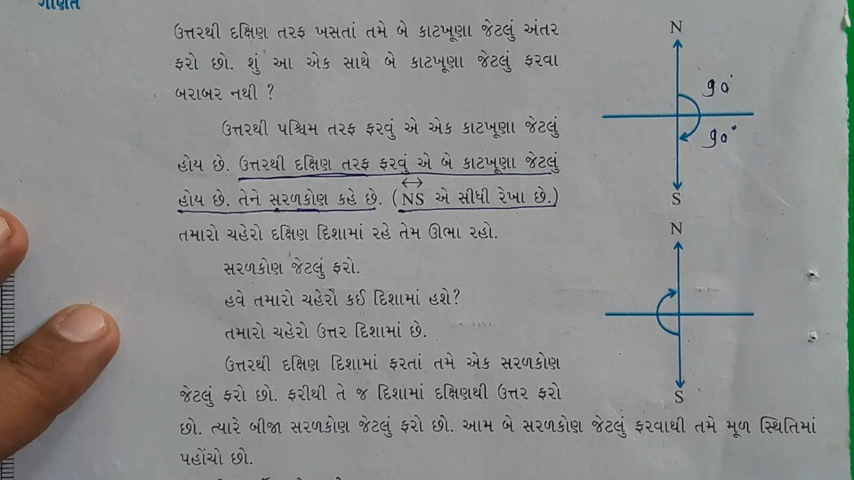 ગણિત
ઉત્તરથી દક્ષિણ તરફ ખસતાં તમે બે કાટખૂણા જેટલું અંતર
ફરો છો. શું આ એક સાથે બે કાટખૂણા જેટલું ફરવા
બરાબર નથી ?
ઉત્તરથી પશ્ચિમ તરફ ફરવું એ એક કાટખૂણા જેટલું
હોય છે. ઉત્તરથી દક્ષિણ તરફ ફરવું એ બે કાટખૂણા જેટલું
હોય છે. તેને સરળકોણ કહે છે. (NS એ સીધી રેખા છે.)
તમારો ચહેરો દક્ષિણ દિશામાં રહે તેમ ઊભા રહો.
સરળકોણ જેટલું ફરો.
હવે તમારો ચહેરો કઈ દિશામાં હશે?
તમારો ચહેરો ઉત્તર દિશામાં છે.
ઉત્તરથી દક્ષિણ દિશામાં ફરતાં તમે એક સરળકોણ
જેટલું ફરો છો. ફરીથી તે જ દિશામાં દક્ષિણથી ઉત્તર ફરો
છો. ત્યારે બીજા સરળકોણ જેટલું ફરો છો. આમ બે સરળકોણ જેટલું ફરવાથી તમે મૂળ સ્થિતિમાં
પહોંચો છો.
N
90°
90°
S
N
S